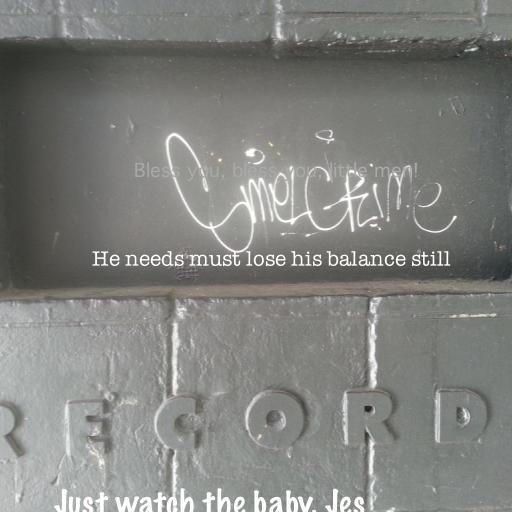 Bless you, bless you, little men!
CimelCrime
He needs must lose his balance still
RECORD
Just watch the baby, Jes